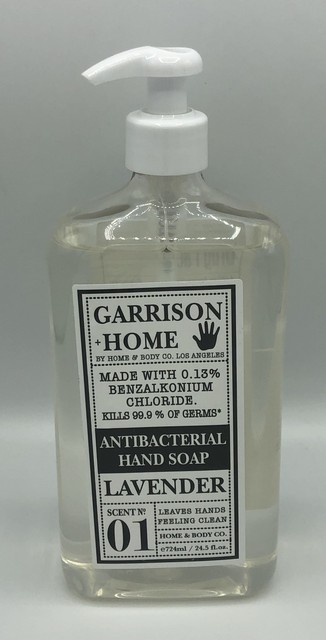 GARRISON
+HOME
BY HOME & BODY CO. LOS ANGELES
MADE WITH 0.13%
BENZALKONIUM
CHLORIDE.
KILLS 99.9 % OF GERMS*
ANTIBACTERIAL
HAND SOAP
LAVENDER
SCENT Nº
01
LEAVES HANDS
FEELING CLEAN
HOME & BODY CO.
℮724ml / 24.5 fl.oz.